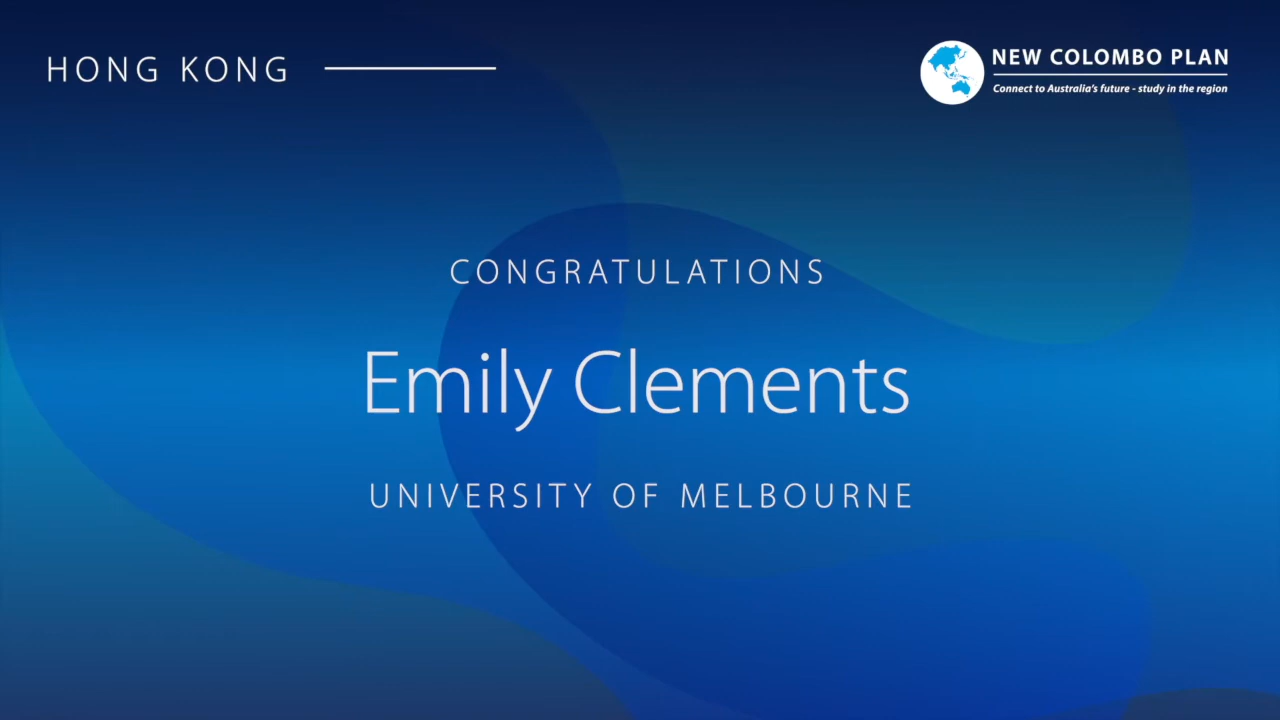 HONG KONG
NEW COLOMBO PLAN
Connect to Australia's future - study in the region
CONGRATULATIONS
Emily Clements
UNIVERSITY OF MELBOURNE